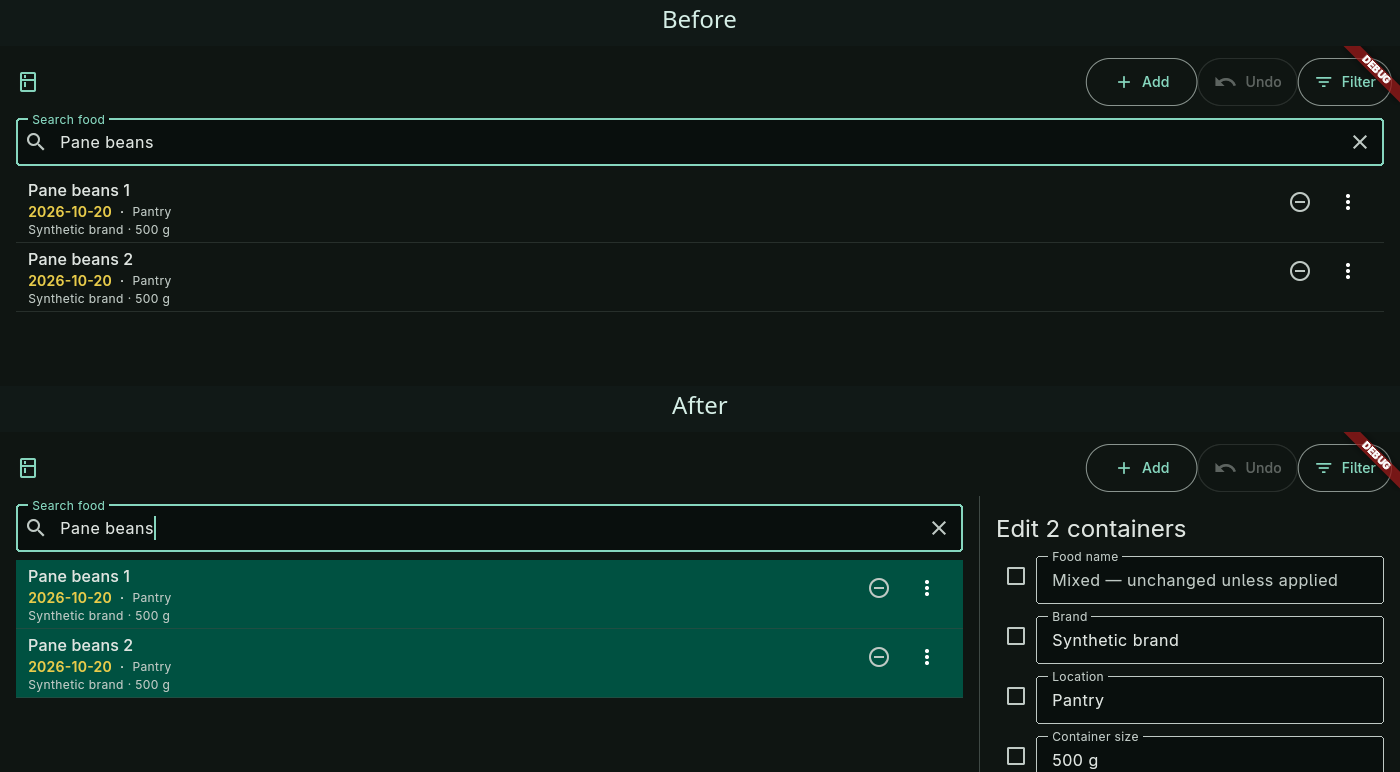 Before
DEBUG
Add Undo Filter
Search food
Pane beans
Pane beans 1
2026-10-20 · Pantry
Synthetic brand · 500 g
Pane beans 2
2026-10-20 · Pantry
Synthetic brand · 500 g
After
DEBUG
Add Undo Filter
Search food
Pane beans
Pane beans 1
2026-10-20 · Pantry
Synthetic brand · 500 g
Pane beans 2
2026-10-20 · Pantry
Synthetic brand · 500 g
Edit 2 containers
Food name
Mixed — unchanged unless applied
Brand
Synthetic brand
Location
Pantry
Container size
500 g